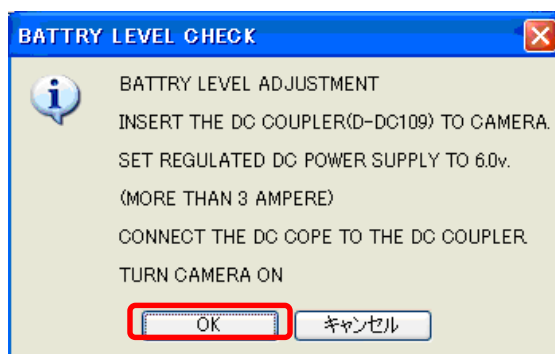 BATTRY LEVEL CHECK
BATTRY LEVEL ADJUSTMENT
INSERT THE DC COUPLER(D-DC109) TO CAMERA.
SET REGULATED DC POWER SUPPLY TO 6.0v.
(MORE THAN 3 AMPERE)
CONNECT THE DC COPE TO THE DC COUPLER
TURN CAMERA ON
OK
キャンセル